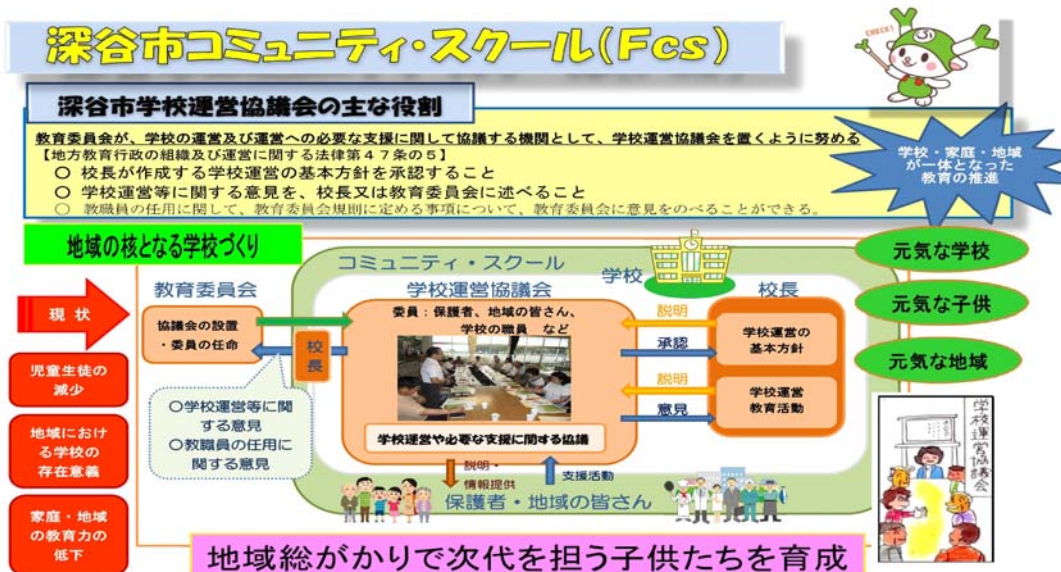 深谷市コミュニティ・スクール(Fcs)
CHECK!
深谷市学校運営協議会の主な役割
教育委員会が、学校の運営及び運営への必要な支援に関して協議する機関として、学校運営協議会を置くように努める
【地方教育行政の組織及び運営に関する法律第47条の5】
○ 校長が作成する学校運営の基本方針を承認すること
○ 学校運営等に関する意見を、校長又は教育委員会に述べること
○ 教職員の任用に関して、教育委員会規則に定める事項について、教育委員会に意見をのべることができる。
学校・家庭・地域
が一体となった
教育の推進
地域の核となる学校づくり
現 状
児童生徒の
減少
地域におけ
る学校の
存在意義
家庭・地域
の教育力の
低下
コミュニティ・スクール
学校
教育委員会
協議会の設置
・委員の任命
校長
○学校運営等に関
する意見
○教職員の任用に
関する意見
学校運営協議会
委員:保護者、地域の皆さん、
学校の職員 など
学校運営や必要な支援に関する協議
説明
承認
説明
意見
校長
学校運営の
基本方針
学校運営
教育活動
説明・
情報提供
支援活動
保護者・地域の皆さん
元気な学校
元気な子供
元気な地域
学校運営協議会
地域総がかりで次代を担う子供たちを育成